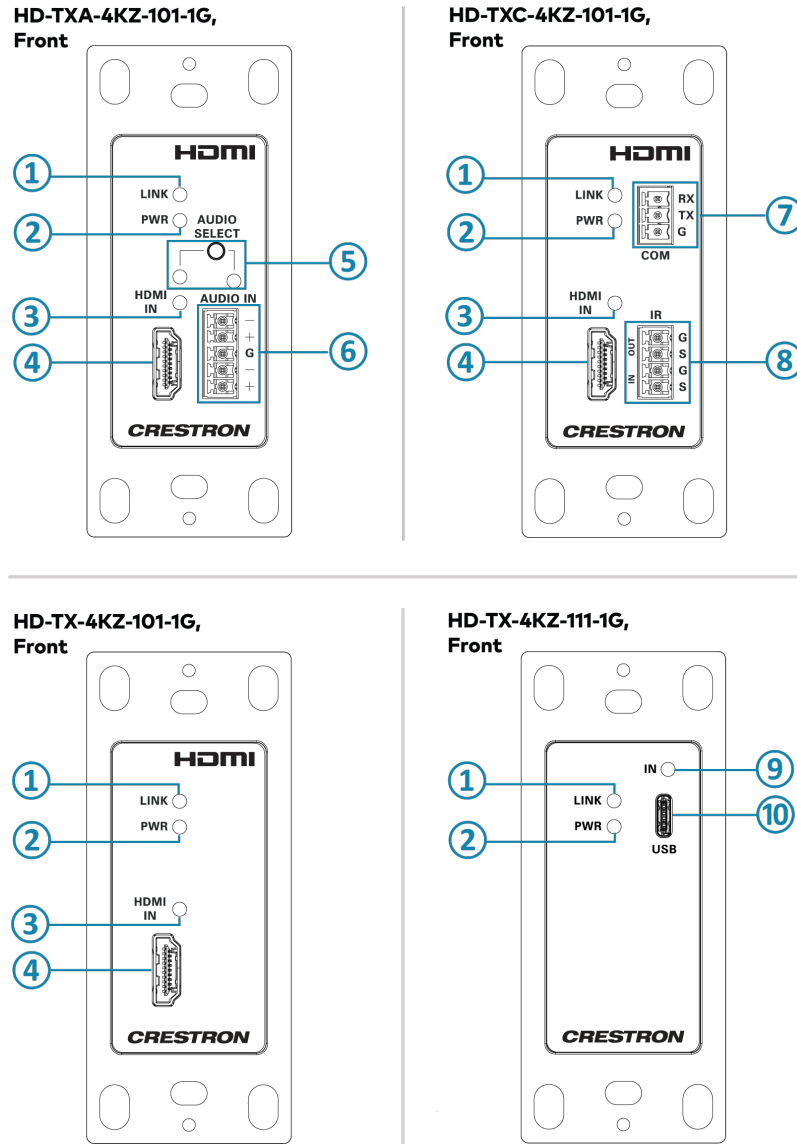 HD-TXA-4KZ-101-1G,
Front
HDMI
1
LINK
2
PWR
AUDIO
SELECT
5
HDMI
IN
3
AUDIO IN
4
−
+
G
−
+
6
CRESTRON
HD-TXC-4KZ-101-1G,
Front
HDMI
1
LINK
2
PWR
RX
TX
G
7
COM
HDMI
IN
3
IR
4
OUT
IN
G
S
G
S
8
CRESTRON
HD-TX-4KZ-101-1G,
Front
HDMI
1
LINK
2
PWR
HDMI
IN
3
4
CRESTRON
HD-TX-4KZ-111-1G,
Front
IN
9
1
LINK
2
PWR
10
USB
CRESTRON